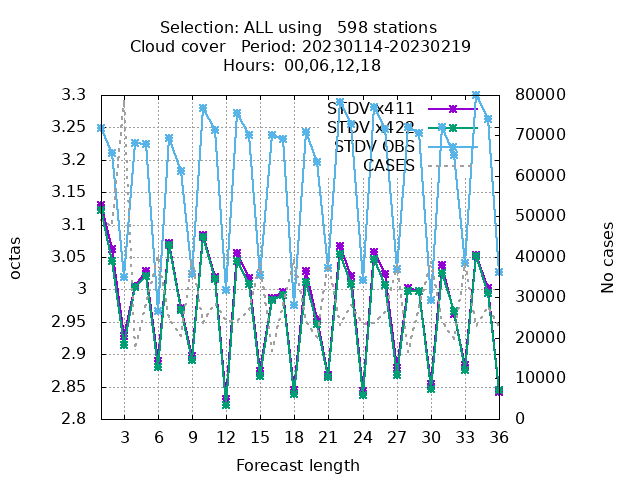 Selection: ALL using   598 stations
Cloud cover   Period: 20230114-20230219
Hours:  00,06,12,18
STDV x411
STDV x422
STDV OBS
CASES
3.3
3.25
3.2
3.15
3.1
3.05
3
2.95
2.9
2.85
2.8
80000
70000
60000
50000
40000
30000
20000
10000
0
octas
No cases
3 6 9 12 15 18 21 24 27 30 33 36
Forecast length